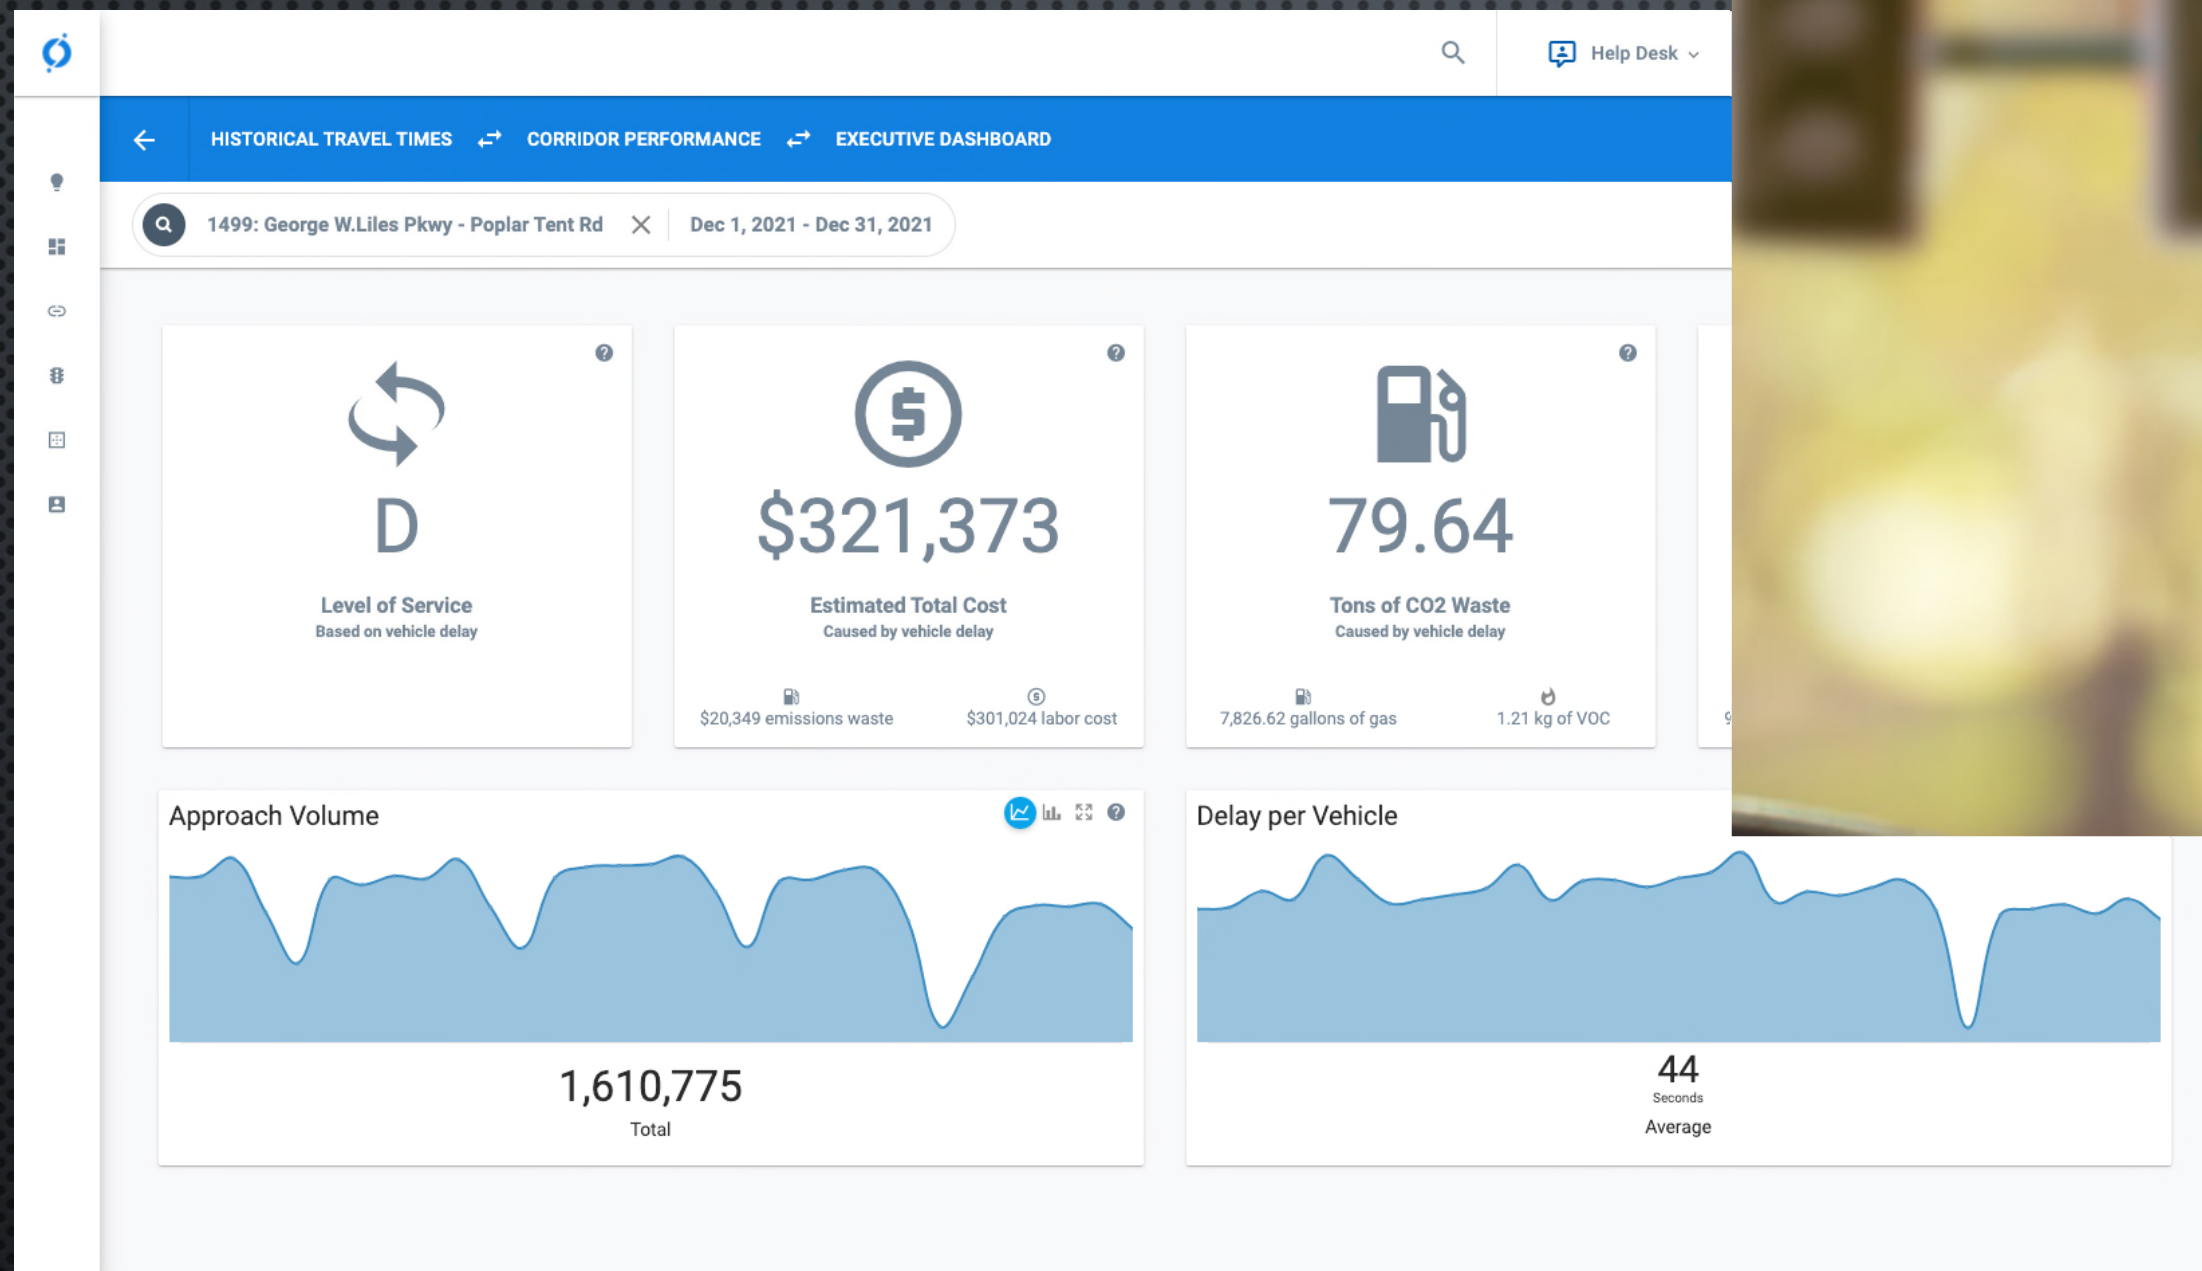 Help Desk
HISTORICAL TRAVEL TIMES CORRIDOR PERFORMANCE EXECUTIVE DASHBOARD
1499: George W.Liles Pkwy - Poplar Tent Rd Dec 1, 2021 - Dec 31, 2021
D
Level of Service
Based on vehicle delay
$321,373
Estimated Total Cost
Caused by vehicle delay
$20,349 emissions waste $301,024 labor cost
79.64
Tons of CO2 Waste
Caused by vehicle delay
7,826.62 gallons of gas 1.21 kg of VOC
Approach Volume
1,610,775
Total
Delay per Vehicle
44
Seconds
Average